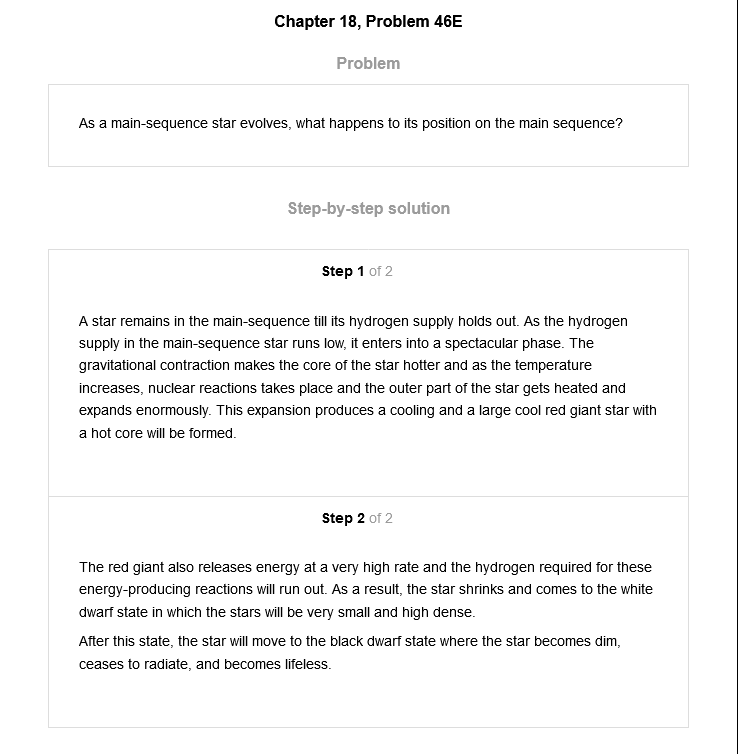 Chapter 18, Problem 46E
Problem
As a main-sequence star evolves, what happens to its position on the main sequence?
Step-by-step solution
Step 1 of 2
A star remains in the main-sequence till its hydrogen supply holds out. As the hydrogen
supply in the main-sequence star runs low, it enters into a spectacular phase. The
gravitational contraction makes the core of the star hotter and as the temperature
increases, nuclear reactions takes place and the outer part of the star gets heated and
expands enormously. This expansion produces a cooling and a large cool red giant star with
a hot core will be formed.
Step 2 of 2
The red giant also releases energy at a very high rate and the hydrogen required for these
energy-producing reactions will run out. As a result, the star shrinks and comes to the white
dwarf state in which the stars will be very small and high dense.
After this state, the star will move to the black dwarf state where the star becomes dim,
ceases to radiate, and becomes lifeless.